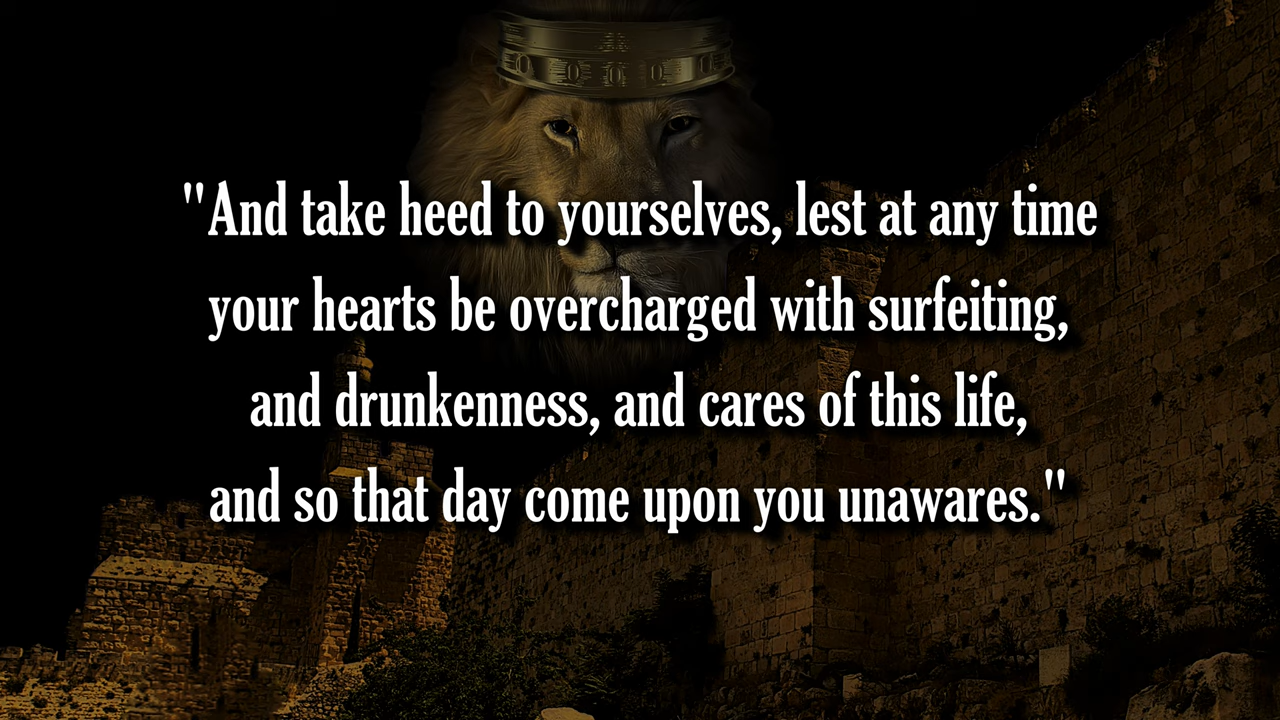 "And take heed to yourselves, lest at any time
your hearts be overcharged with surfeiting,
and drunkenness, and cares of this life,
and so that day come upon you unawares."